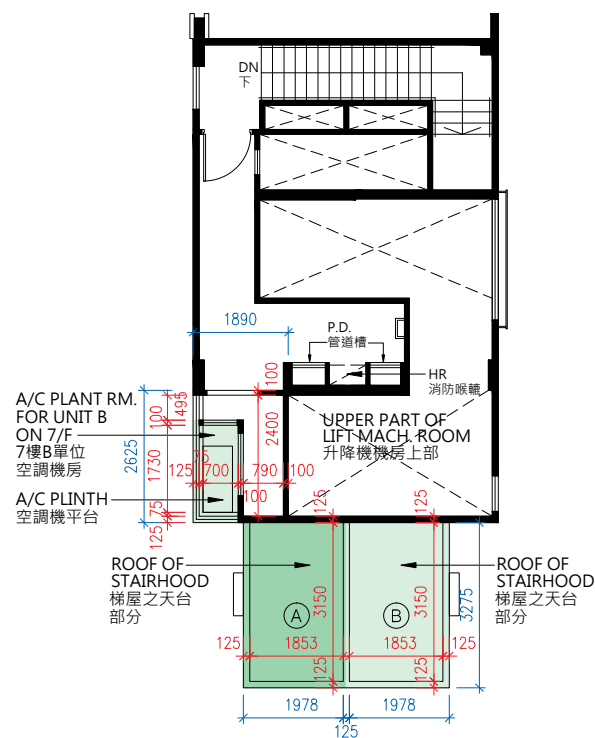 DN
下
1890
P.D.
管道槽
HR
消防喉轆
100
A/C PLANT RM.
FOR UNIT B
ON 7/F
7樓B單位
空調機房
495
100
2625
1730
2400
UPPER PART OF
LIFT MACH. ROOM
升降機機房上部
75
125
700
790
100
100
A/C PLINTH
空調機平台
75
125
125
125
ROOF OF
STAIRHOOD
梯屋之天台
部分
ROOF OF
STAIRHOOD
梯屋之天台
部分
3150
3150
3275
A
B
125
1853
1853
125
125
125
1978
1978
125